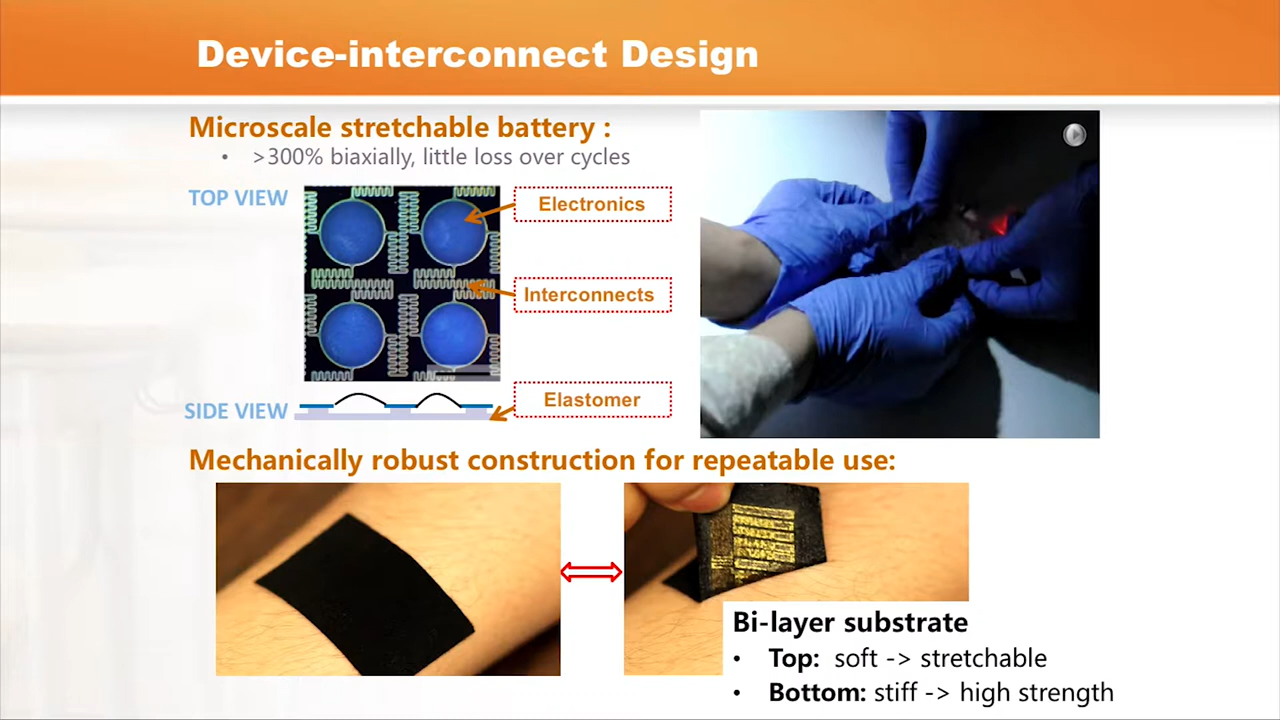 Device-interconnect Design
Microscale stretchable battery :
• >300% biaxially, little loss over cycles
TOP VIEW
Electronics
Interconnects
SIDE VIEW
Elastomer
Mechanically robust construction for repeatable use:
Bi-layer substrate
• Top: soft -> stretchable
• Bottom: stiff -> high strength